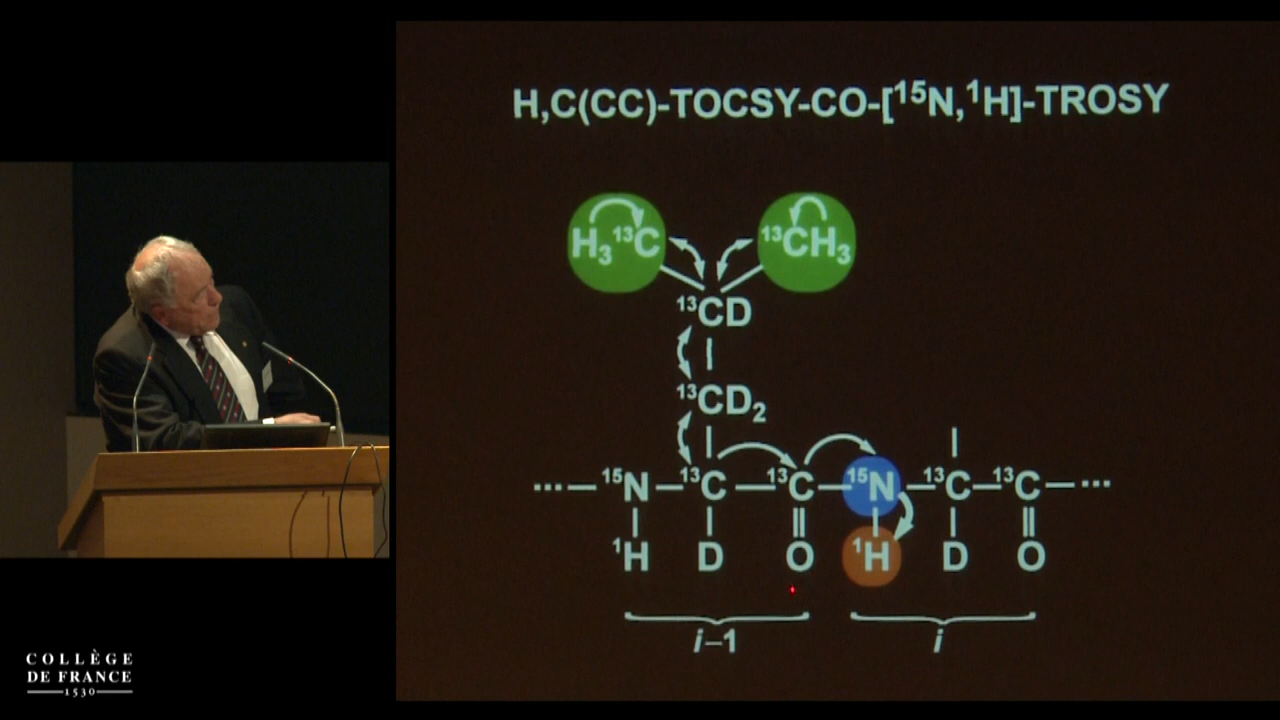 H,C(CC)-TOCSY-CO-[¹⁵N,¹H]-TROSY
H₃¹³C ¹³CH₃
¹³CD
¹³CD₂
···—¹⁵N—¹³C—¹³C—¹⁵N—¹³C—¹³C—···
¹H D O ¹H D O
i–1 i
COLLÈGE
DE FRANCE
1530